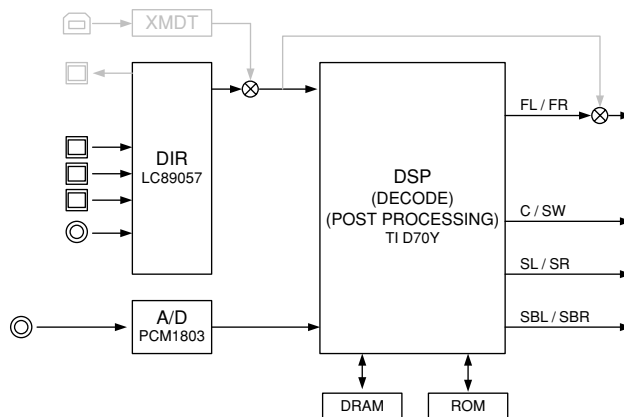 XMDT
DIR
LC89057
DSP
(DECODE)
(POST PROCESSING)
TI D70Y
FL / FR
C / SW
SL / SR
SBL / SBR
A/D
PCM1803
DRAM
ROM